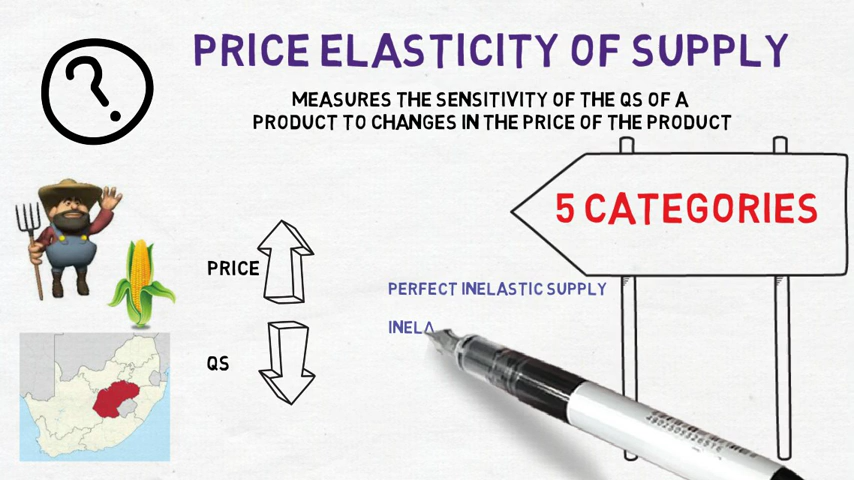 PRICE ELASTICITY OF SUPPLY
MEASURES THE SENSITIVITY OF THE QS OF A
PRODUCT TO CHANGES IN THE PRICE OF THE PRODUCT
5 CATEGORIES
PRICE
QS
PERFECT INELASTIC SUPPLY
INELA